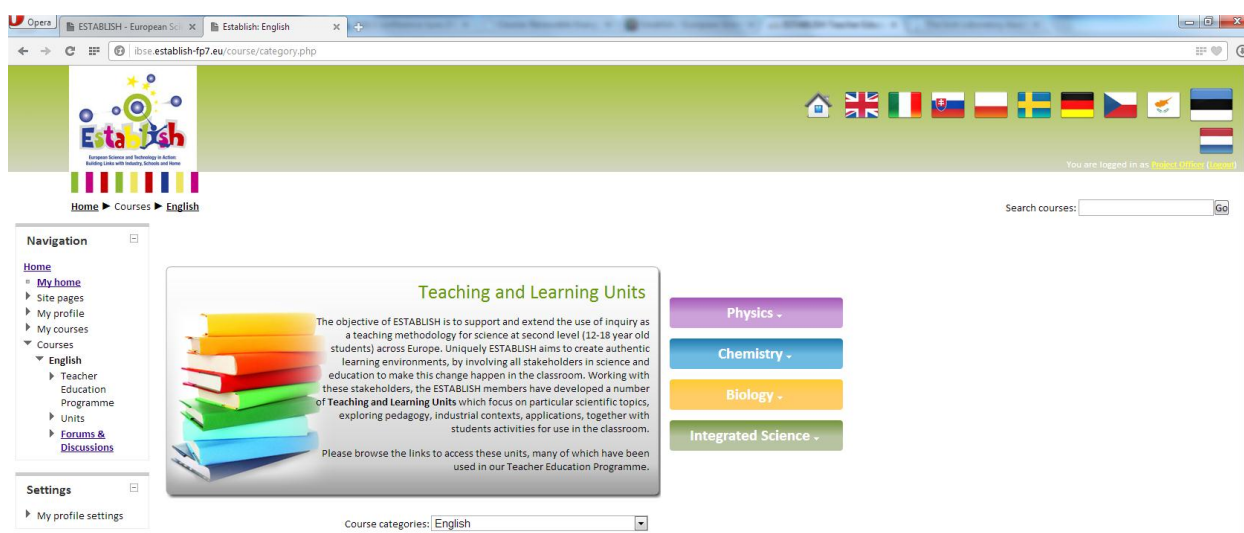 Opera
ESTABLISH - European Sci
Establish: English
ibse.establish-fp7.eu/course/category.php
Establish
European Science and Technology in Action:
Building Links with Industry, Schools and Home
You are logged in as Project Officer (Logout)
Home ► Courses ► English
Search courses:
Go
Navigation
Home
My home
Site pages
My profile
My courses
Courses
English
Teacher
Education
Programme
Units
Forums &
Discussions
Settings
My profile settings
Teaching and Learning Units
The objective of ESTABLISH is to support and extend the use of inquiry as
a teaching methodology for science at second level (12-18 year old
students) across Europe. Uniquely ESTABLISH aims to create authentic
learning environments, by involving all stakeholders in science and
education to make this change happen in the classroom. Working with
these stakeholders, the ESTABLISH members have developed a number
of Teaching and Learning Units which focus on particular scientific topics,
exploring pedagogy, industrial contexts, applications, together with
students activities for use in the classroom.
Please browse the links to access these units, many of which have been
used in our Teacher Education Programme.
Physics
Chemistry
Biology
Integrated Science
Course categories: English